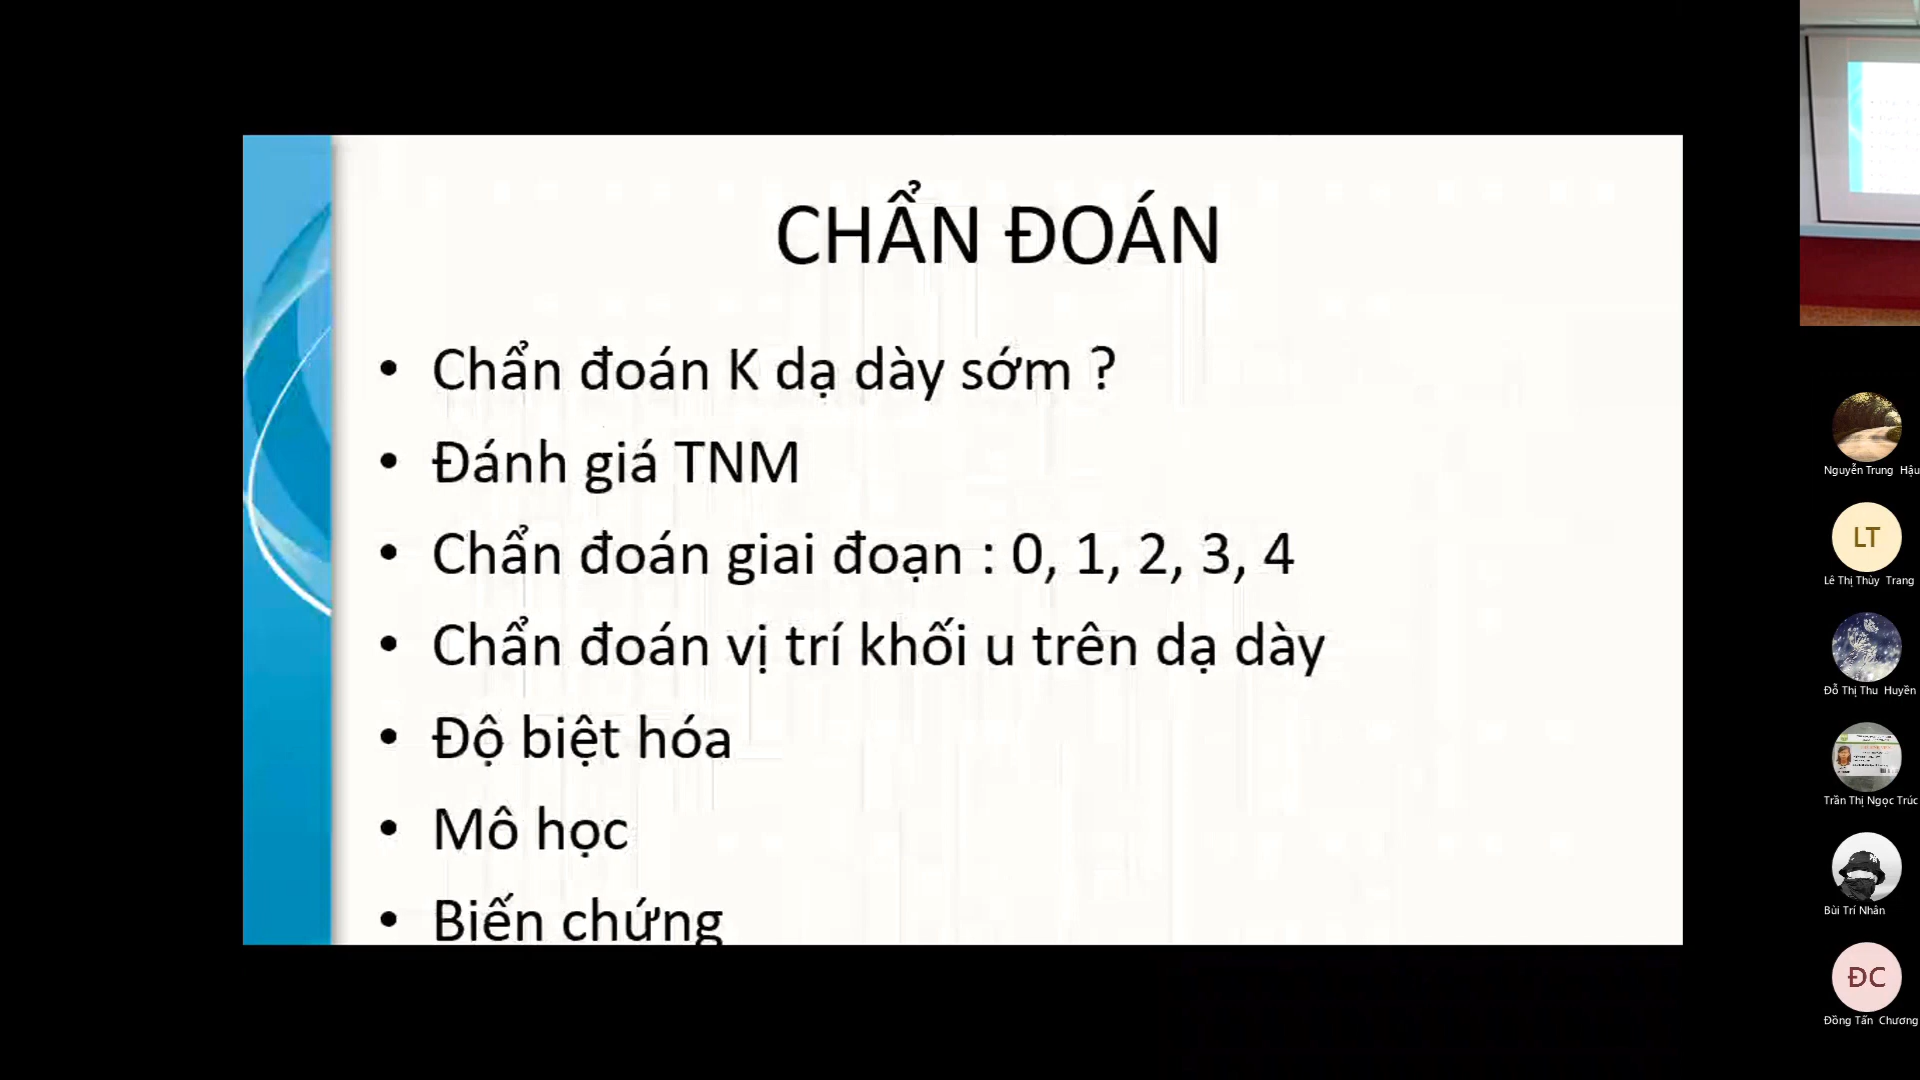 CHẨN ĐOÁN
• Chẩn đoán K dạ dày sớm ?
• Đánh giá TNM
• Chẩn đoán giai đoạn : 0, 1, 2, 3, 4
• Chẩn đoán vị trí khối u trên dạ dày
• Độ biệt hóa
• Mô học
• Biến chứng
Nguyễn Trung Hậu
LT
Lê Thị Thùy Trang
Đỗ Thị Thu Huyền
Trần Thị Ngọc Trúc
Bùi Trí Nhân
ĐC
Đồng Tấn Chương